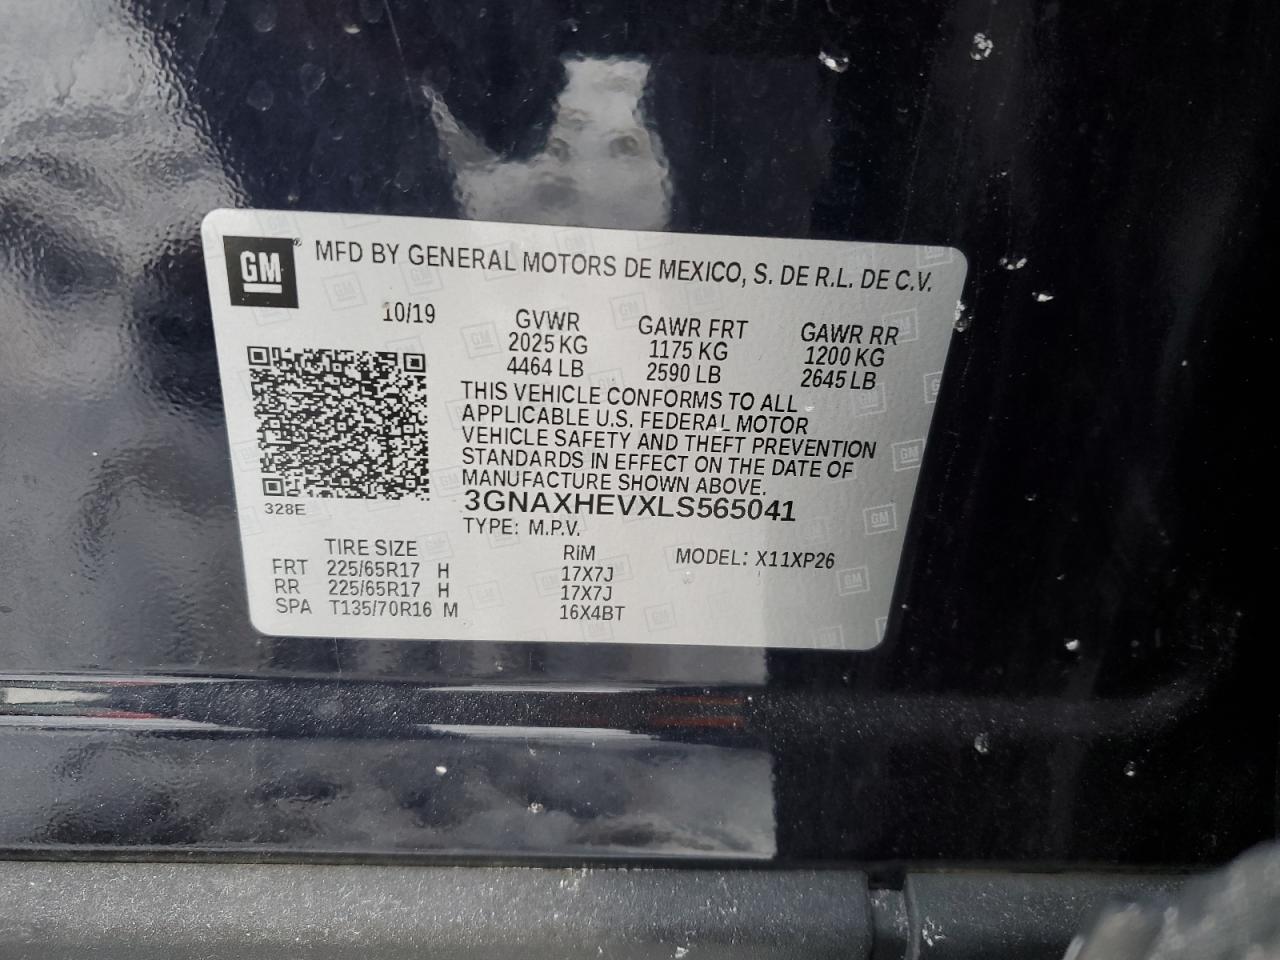 GM
MFD BY GENERAL MOTORS DE MEXICO, S. DE R.L. DE C.V.
10/19 GVWR GAWR FRT GAWR RR
2025 KG 1175 KG 1200 KG
4464 LB 2590 LB 2645 LB
THIS VEHICLE CONFORMS TO ALL
APPLICABLE U.S. FEDERAL MOTOR
VEHICLE SAFETY AND THEFT PREVENTION
STANDARDS IN EFFECT ON THE DATE OF
MANUFACTURE SHOWN ABOVE.
328E 3GNAXHEVXLS565041
TYPE: M.P.V.
TIRE SIZE RIM MODEL: X11XP26
FRT 225/65R17 H 17X7J
RR 225/65R17 H 17X7J
SPA T135/70R16 M 16X4BT